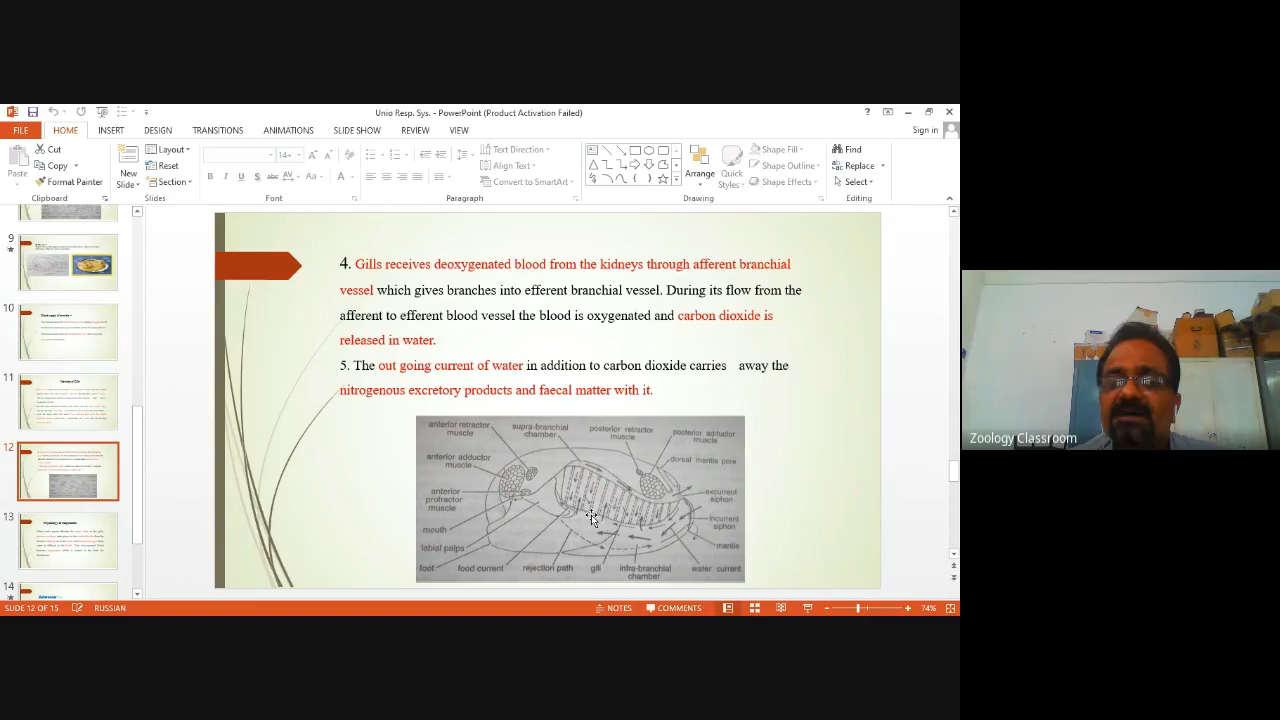 Unio Resp. Sys. - PowerPoint (Product Activation Failed)
FILE HOME INSERT DESIGN TRANSITIONS ANIMATIONS SLIDE SHOW REVIEW VIEW Sign in
Paste
Cut
Copy
Format Painter
Clipboard
New Slide
Layout
Reset
Section
Slides
14+
Font
Text Direction
Align Text
Convert to SmartArt
Paragraph
Arrange
Quick Styles
Shape Fill
Shape Outline
Shape Effects
Drawing
Find
Replace
Select
Editing
9
10
11
12
13
14
4. Gills receives deoxygenated blood from the kidneys through afferent branchial
vessel which gives branches into efferent branchial vessel. During its flow from the
afferent to efferent blood vessel the blood is oxygenated and carbon dioxide is
released in water.
5. The out going current of water in addition to carbon dioxide carries away the
nitrogenous excretory products and faecal matter with it.
anterior retractor muscle
supra-branchial chamber
posterior retractor muscle
posterior adductor muscle
anterior adductor muscle
dorsal mantle pore
anterior protractor muscle
excurrent siphon
mouth
incurrent siphon
labial palps
mantle
foot
food current
rejection path
gill
infra-branchial chamber
water current
SLIDE 12 OF 15 RUSSIAN NOTES COMMENTS 74%
Zoology Classroom